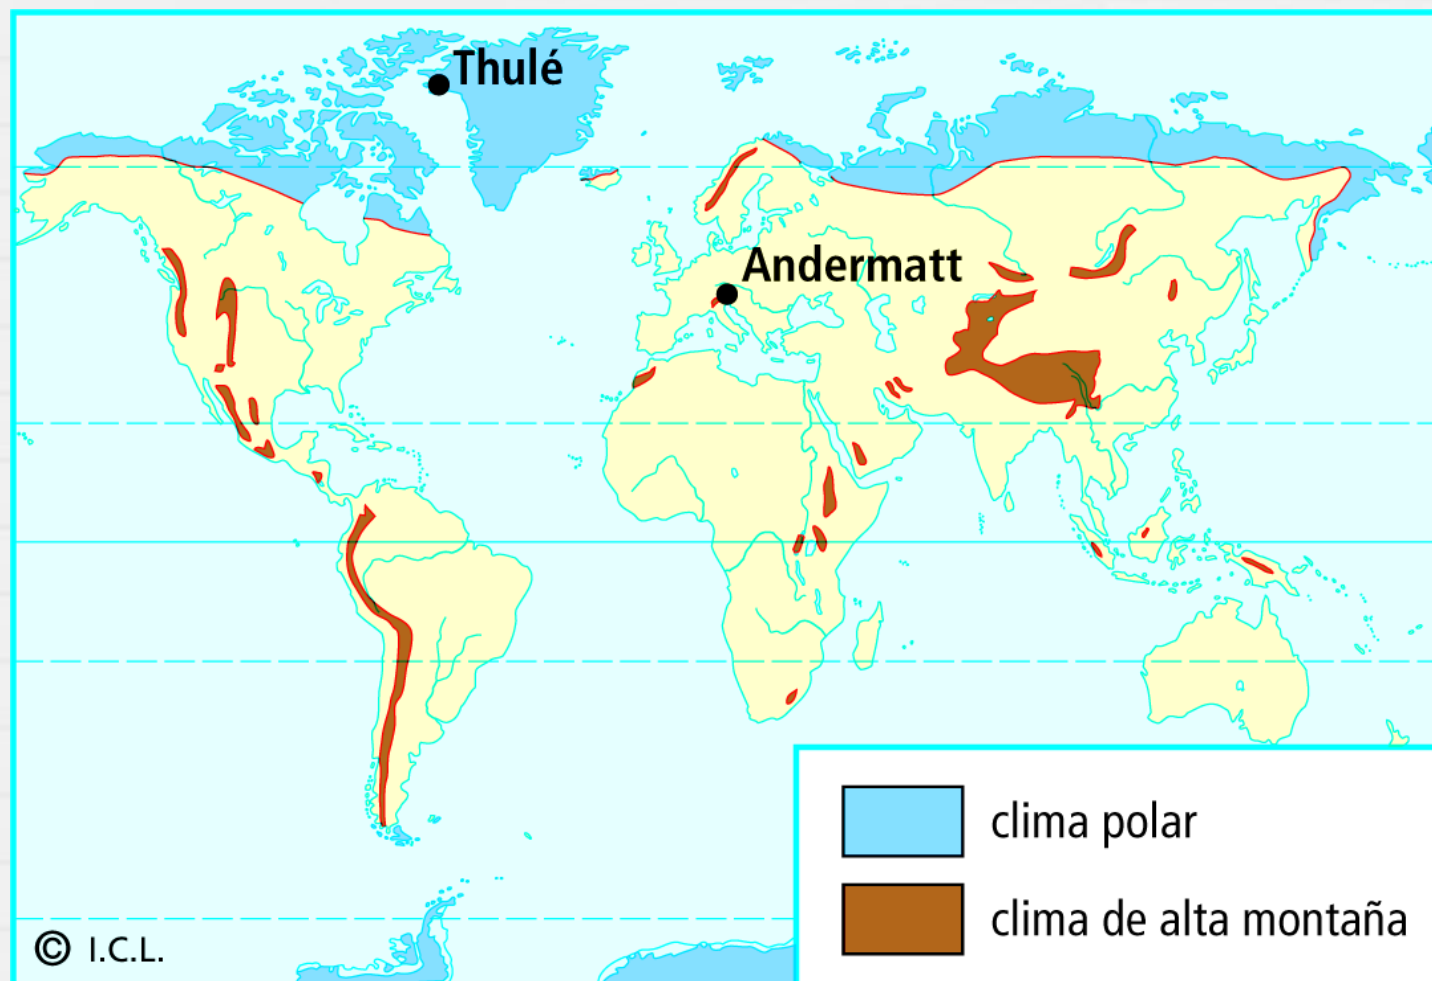 Thulé
Andermatt
clima polar
clima de alta montaña
© I.C.L.